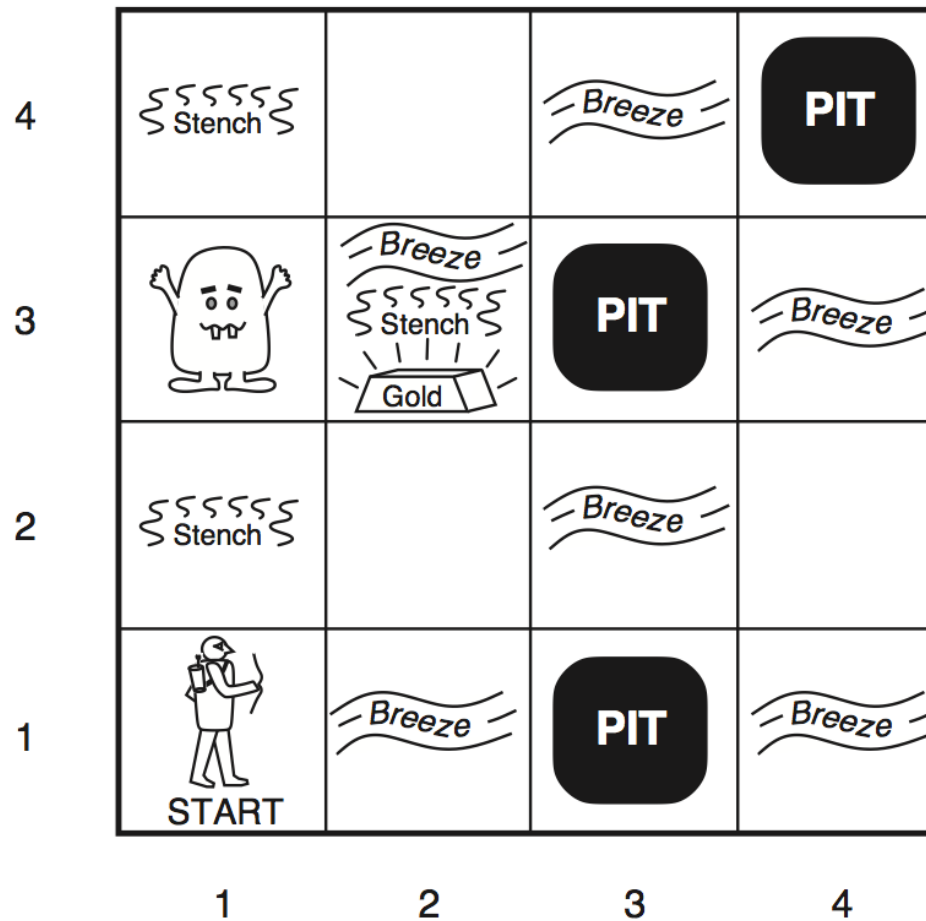 4
Stench
Breeze
PIT
3
Breeze
Stench
Gold
PIT
Breeze
2
Stench
Breeze
1
START
Breeze
PIT
Breeze
1 2 3 4